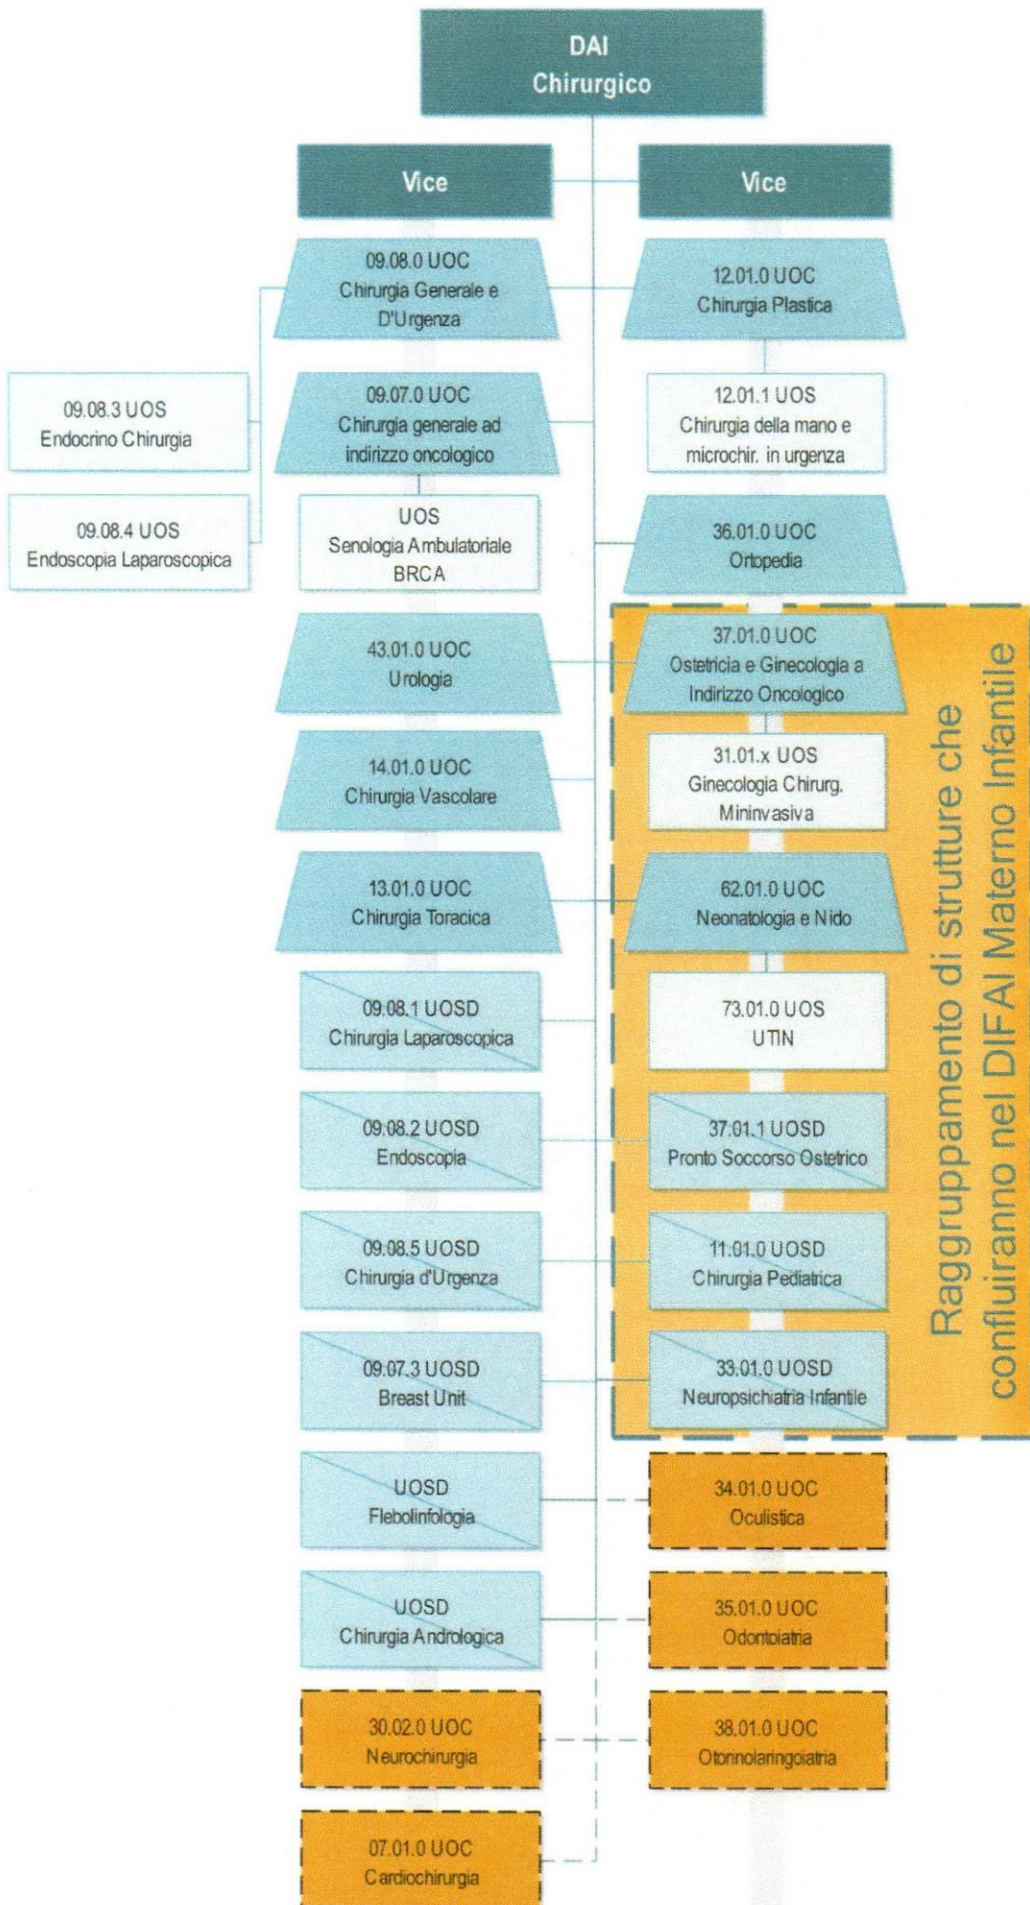 DAI
Chirurgico
Vice
Vice
09.08.0 UOC
Chirurgia Generale e
D'Urgenza
12.01.0 UOC
Chirurgia Plastica
09.08.3 UOS
Endocrino Chirurgia
09.07.0 UOC
Chirurgia generale ad
indirizzo oncologico
12.01.1 UOS
Chirurgia della mano e
microchir. in urgenza
09.08.4 UOS
Endoscopia Laparoscopica
UOS
Senologia Ambulatoriale
BRCA
36.01.0 UOC
Ortopedia
43.01.0 UOC
Urologia
37.01.0 UOC
Ostetricia e Ginecologia a
Indirizzo Oncologico
14.01.0 UOC
Chirurgia Vascolare
31.01.x UOS
Ginecologia Chirurg.
Mininvasiva
13.01.0 UOC
Chirurgia Toracica
62.01.0 UOC
Neonatologia e Nido
09.08.1 UOSD
Chirurgia Laparoscopica
73.01.0 UOS
UTIN
09.08.2 UOSD
Endoscopia
37.01.1 UOSD
Pronto Soccorso Ostetrico
09.08.5 UOSD
Chirurgia d'Urgenza
11.01.0 UOSD
Chirurgia Pediatrica
09.07.3 UOSD
Breast Unit
33.01.0 UOSD
Neuropsichiatria Infantile
Raggruppamento di strutture che
confluiranno nel DIFAI Materno Infantile
UOSD
Flebolinfologia
34.01.0 UOC
Oculistica
UOSD
Chirurgia Andrologica
35.01.0 UOC
Odontoiatria
30.02.0 UOC
Neurochirurgia
38.01.0 UOC
Otorinolaringoiatria
07.01.0 UOC
Cardiochirurgia